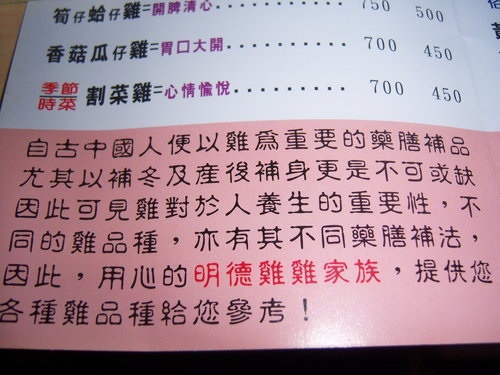 筍仔蛤仔雞=開脾清心.......... 750 500
香菇瓜仔雞=胃口大開.......... 700 450
季節時菜 割菜雞=心情愉悅.......... 700 450
自古中國人便以雞為重要的藥膳補品
尤其以補冬及產後補身更是不可或缺
因此可見雞對於人養生的重要性，不
同的雞品種，亦有其不同藥膳補法，
因此，用心的明德雞雞家族，提供您
各種雞品種給您參考！